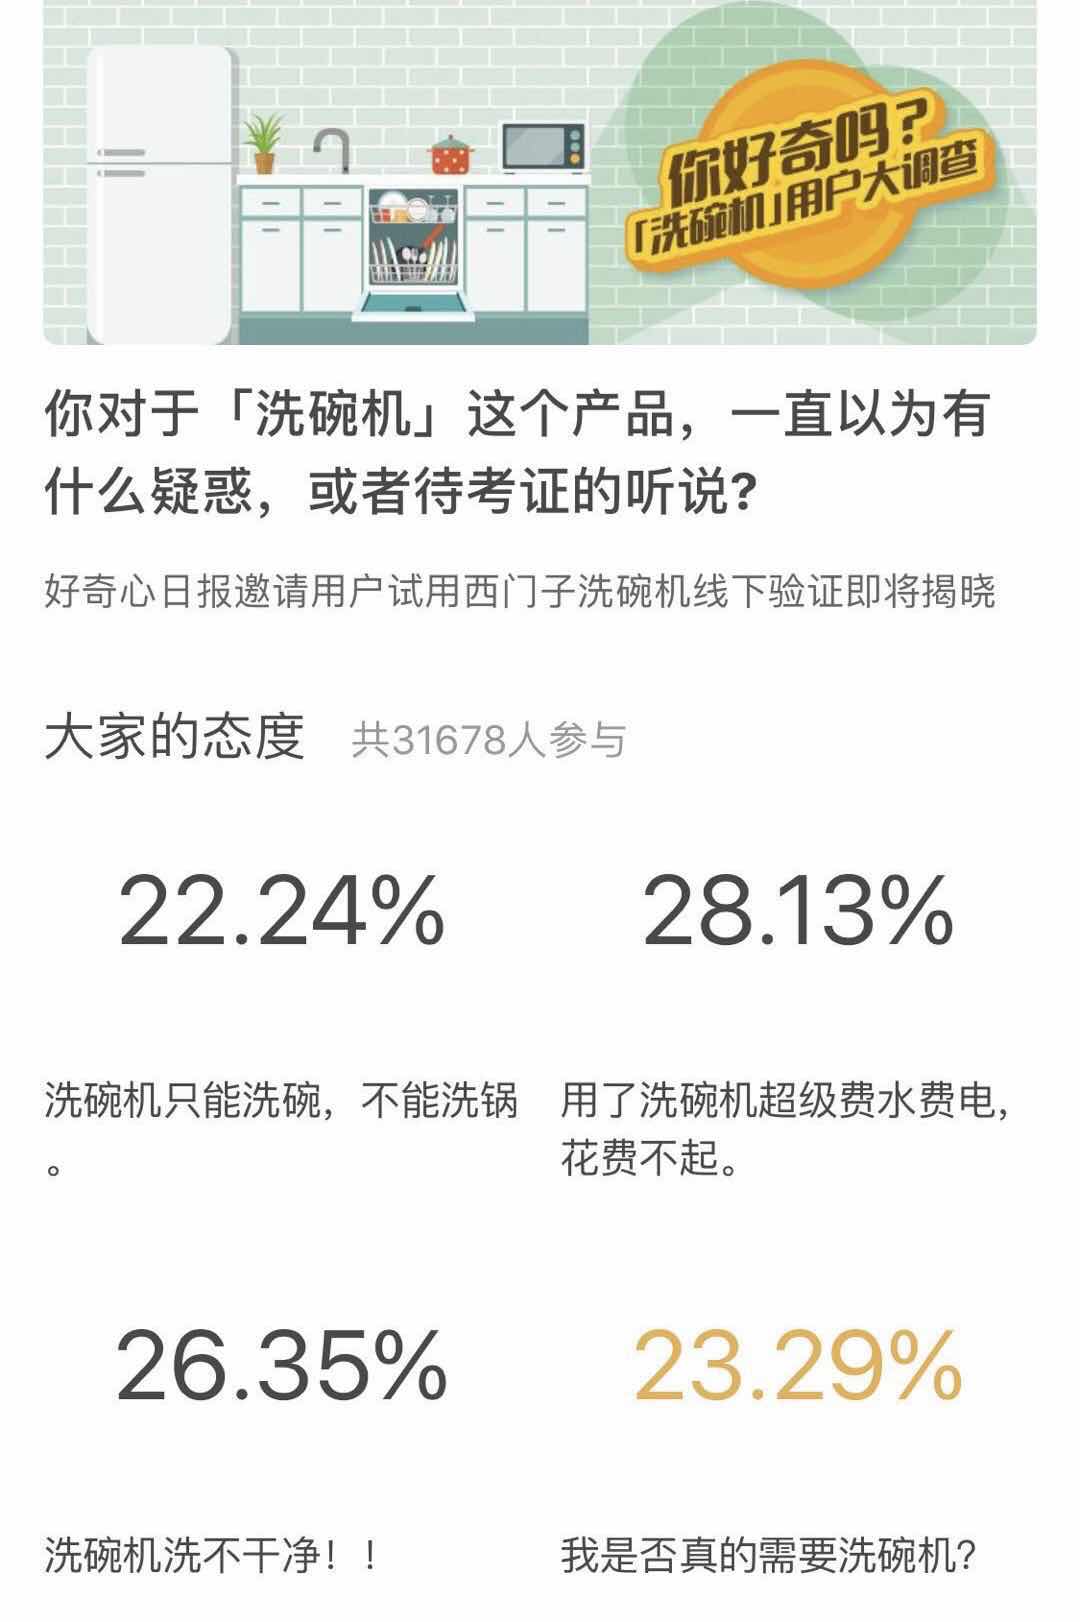 你好奇吗？
「洗碗机」用户大调查
你对于「洗碗机」这个产品，一直以为有
什么疑惑，或者待考证的听说？
好奇心日报邀请用户试用西门子洗碗机线下验证即将揭晓
大家的态度 共31678人参与
22.24% 28.13%
洗碗机只能洗碗，不能洗锅
。
用了洗碗机超级费水费电，
花费不起。
26.35% 23.29%
洗碗机洗不干净！！
我是否真的需要洗碗机？